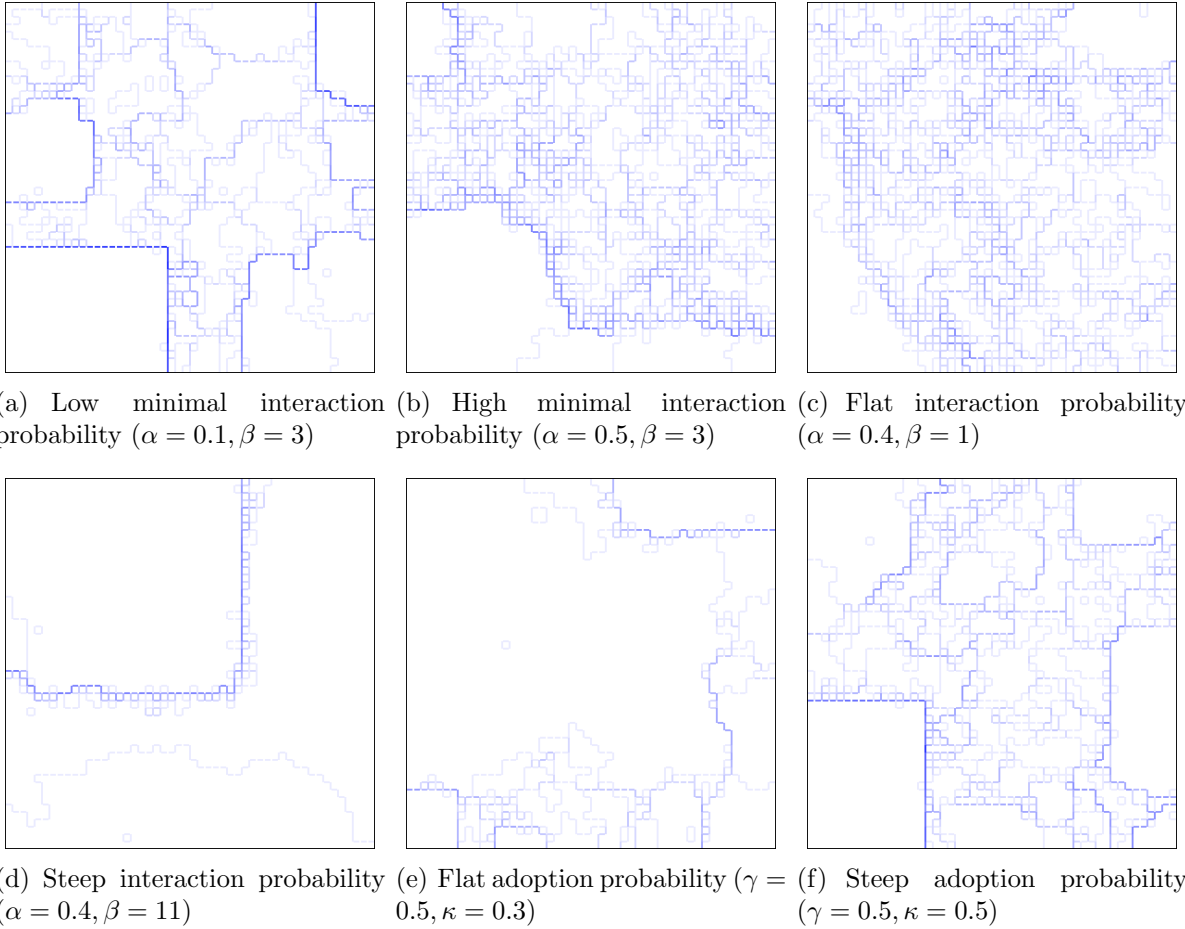 (a) Low minimal interaction
probability (α = 0.1, β = 3)
(b) High minimal interaction
probability (α = 0.5, β = 3)
(c) Flat interaction probability
(α = 0.4, β = 1)
(d) Steep interaction probability
(α = 0.4, β = 11)
(e) Flat adoption probability (γ =
0.5, κ = 0.3)
(f) Steep adoption probability
(γ = 0.5, κ = 0.5)